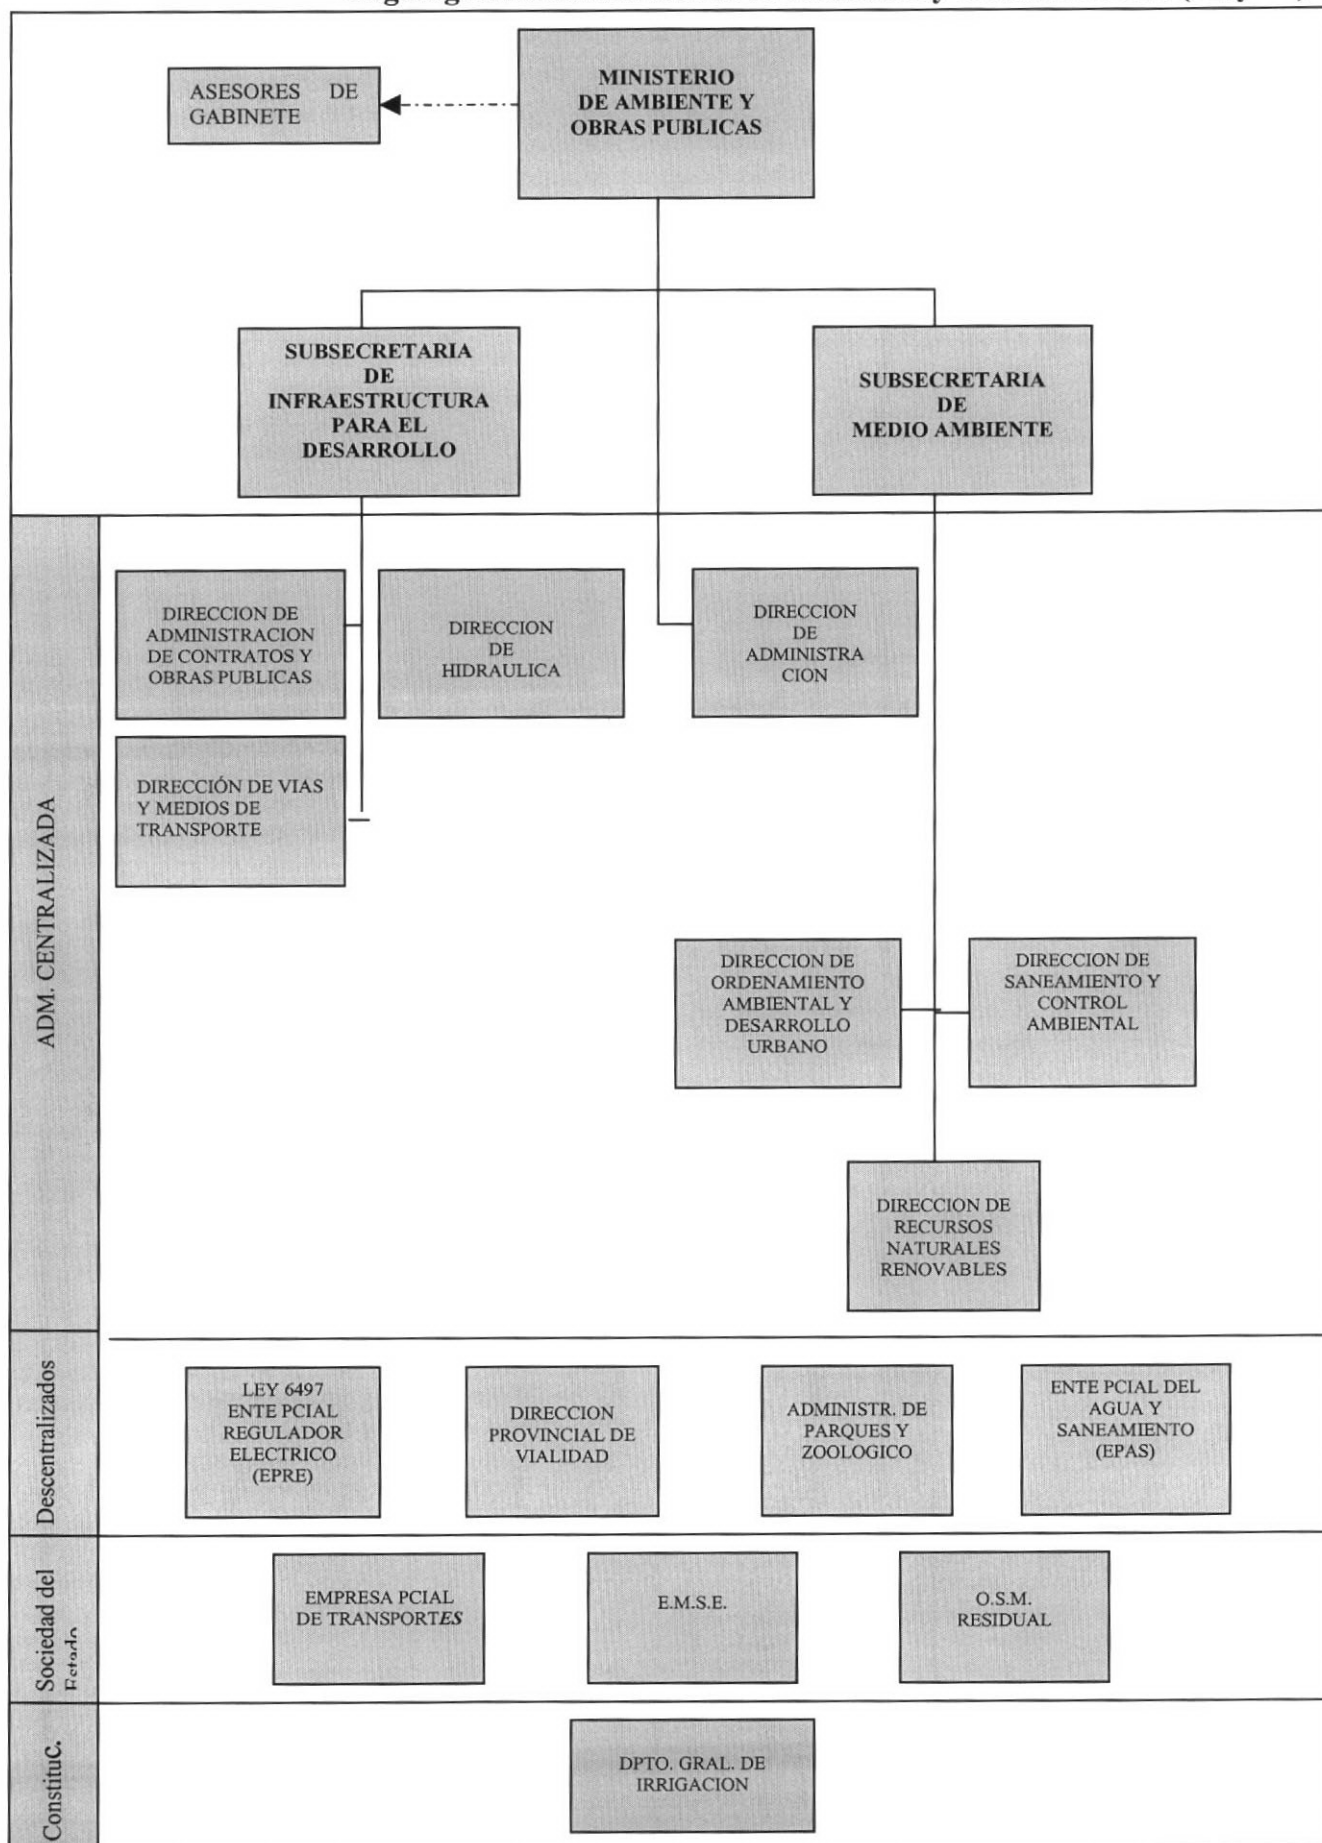 ASESORES DE
GABINETE
MINISTERIO
DE AMBIENTE Y
OBRAS PUBLICAS
SUBSECRETARIA
DE
INFRAESTRUCTURA
PARA EL
DESARROLLO
SUBSECRETARIA
DE
MEDIO AMBIENTE
ADM. CENTRALIZADA
DIRECCION DE
ADMINISTRACION
DE CONTRATOS Y
OBRAS PUBLICAS
DIRECCION
DE
HIDRAULICA
DIRECCION
DE
ADMINISTRA
CION
DIRECCIÓN DE VIAS
Y MEDIOS DE
TRANSPORTE
DIRECCION DE
ORDENAMIENTO
AMBIENTAL Y
DESARROLLO
URBANO
DIRECCION DE
SANEAMIENTO Y
CONTROL
AMBIENTAL
DIRECCION DE
RECURSOS
NATURALES
RENOVABLES
Descentralizados
LEY 6497
ENTE PCIAL
REGULADOR
ELECTRICO
(EPRE)
DIRECCION
PROVINCIAL DE
VIALIDAD
ADMINISTR. DE
PARQUES Y
ZOOLOGICO
ENTE PCIAL DEL
AGUA Y
SANEAMIENTO
(EPAS)
Sociedad del
Estado
EMPRESA PCIAL
DE TRANSPORTES
E.M.S.E.
O.S.M.
RESIDUAL
Constituc.
DPTO. GRAL. DE
IRRIGACION